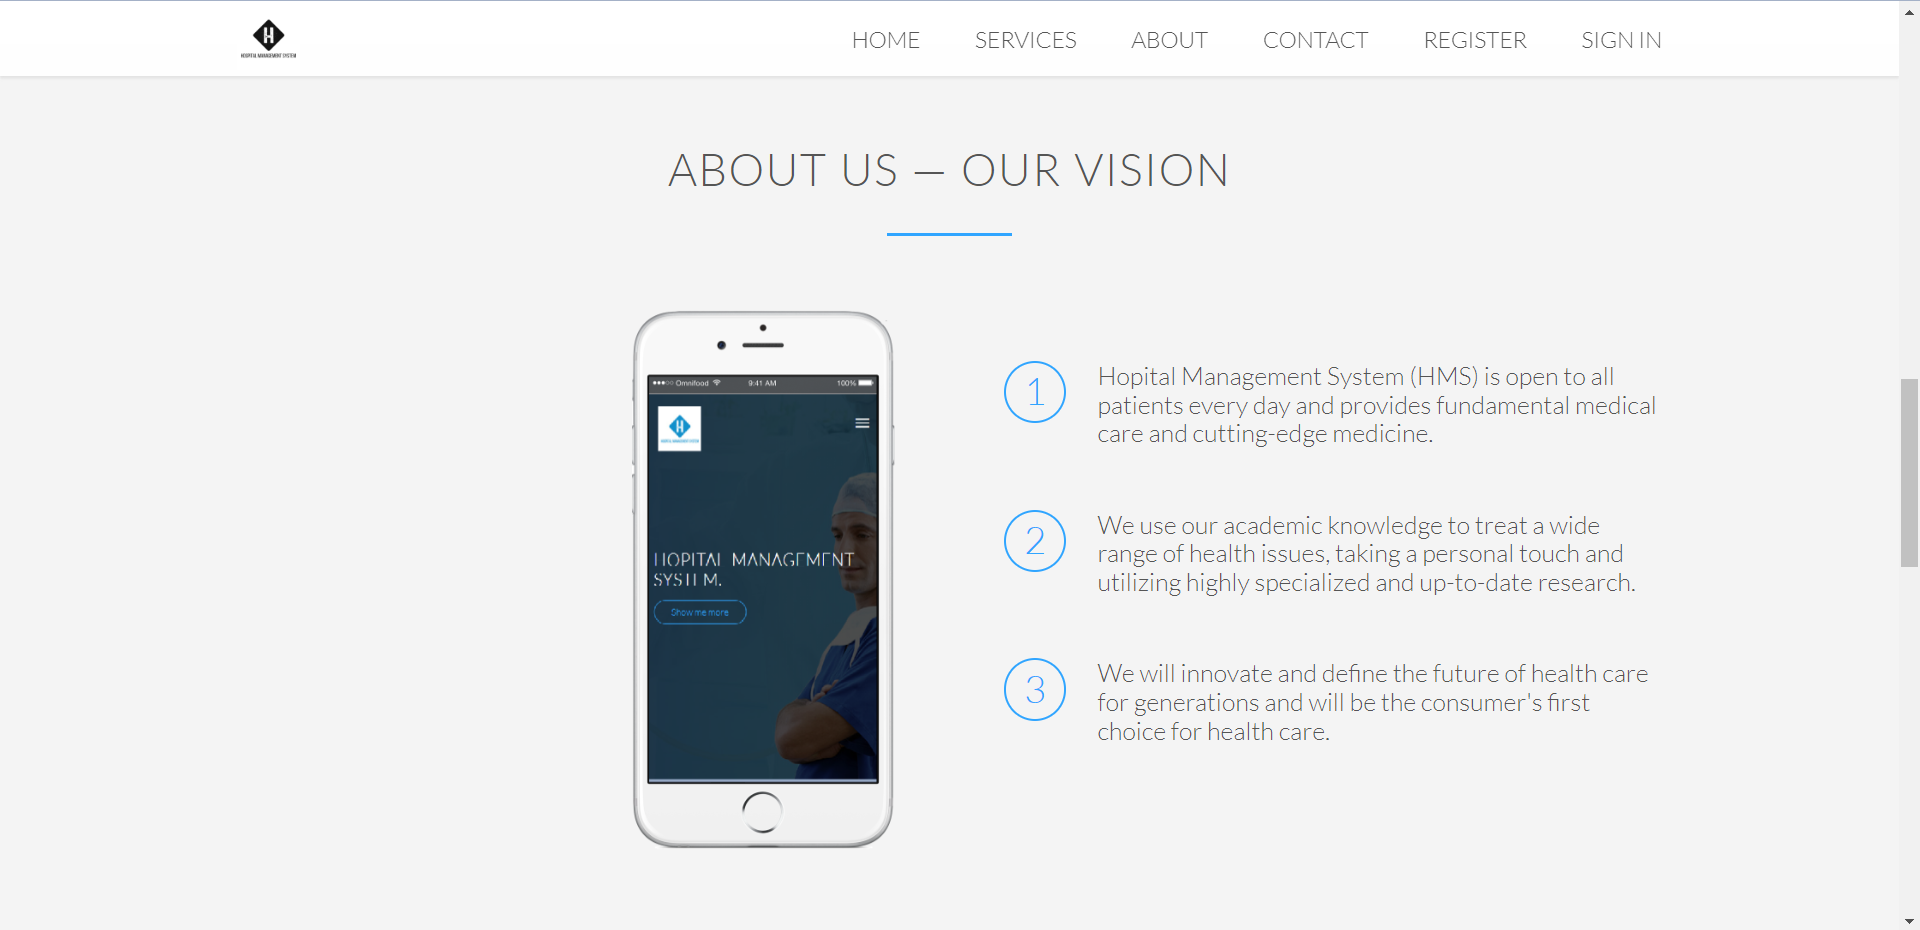 HOPITAL MANAGEMENT SYSTEM
HOME SERVICES ABOUT CONTACT REGISTER SIGN IN
ABOUT US — OUR VISION
Omnifood 9:41 AM 100%
H
HOPITAL MANAGEMENT SYSTEM
HOPITAL MANAGEMENT
SYSTEM.
Show me more
1
Hopital Management System (HMS) is open to all
patients every day and provides fundamental medical
care and cutting-edge medicine.
2
We use our academic knowledge to treat a wide
range of health issues, taking a personal touch and
utilizing highly specialized and up-to-date research.
3
We will innovate and define the future of health care
for generations and will be the consumer's first
choice for health care.